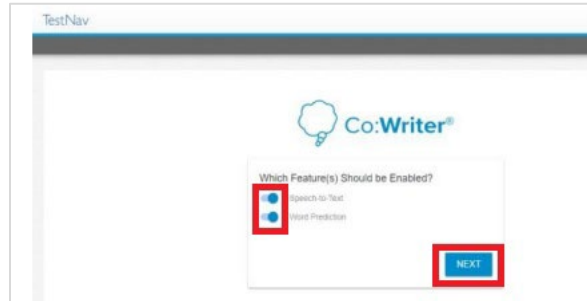 TestNav
Co:Writer®
Which Feature(s) Should be Enabled?
Speech-to-Text
Word Prediction
NEXT